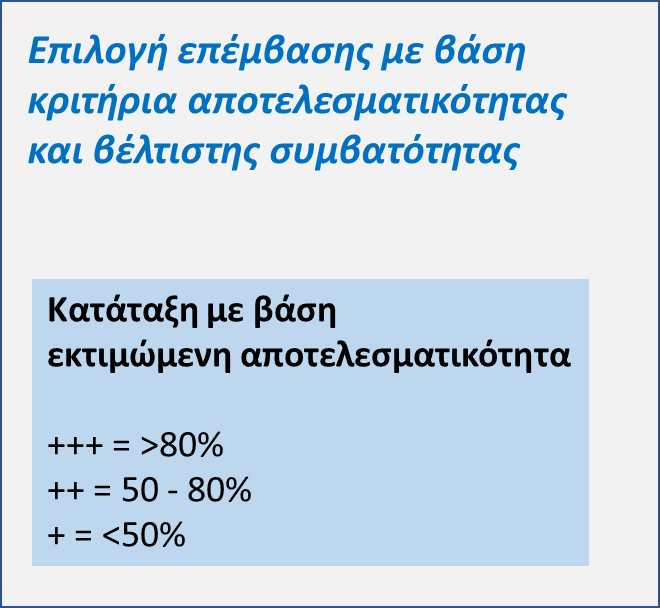 Επιλογή επέμβασης με βάση
κριτήρια αποτελεσματικότητας
και βέλτιστης συμβατότητας
Κατάταξη με βάση
εκτιμώμενη αποτελεσματικότητα
+++ = >80%
++ = 50 - 80%
+ = <50%